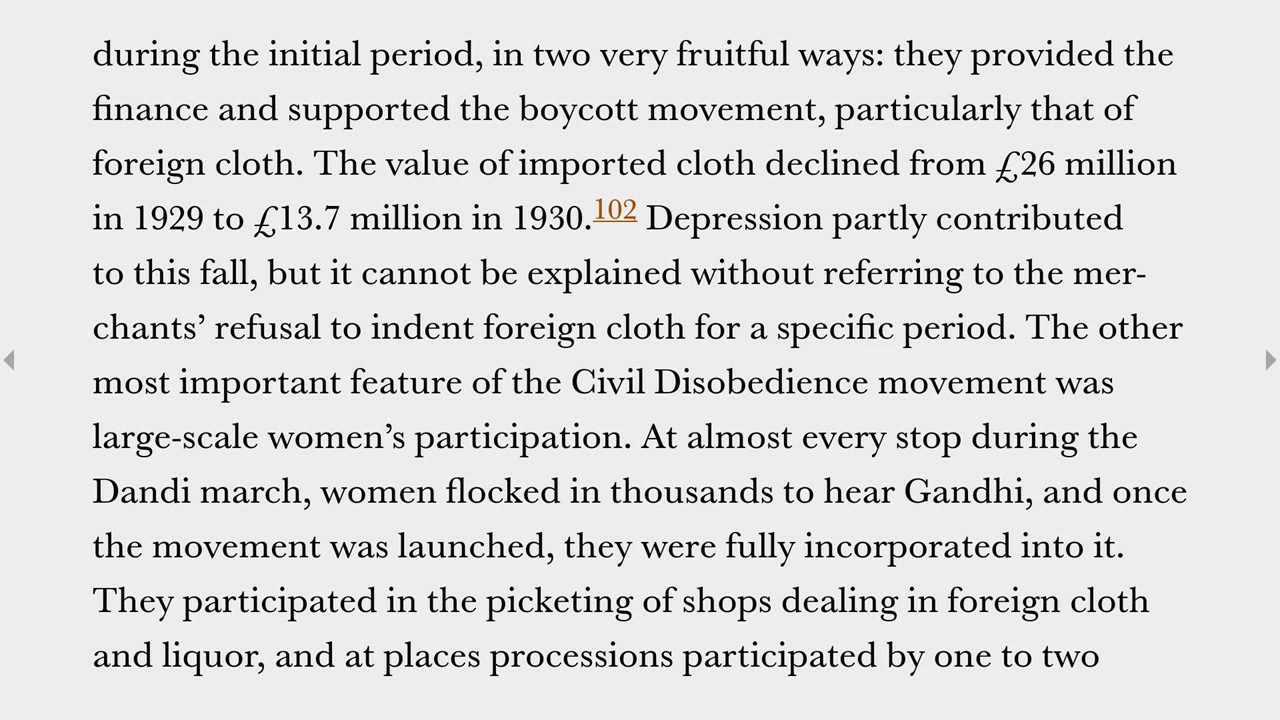 during the initial period, in two very fruitful ways: they provided the
finance and supported the boycott movement, particularly that of
foreign cloth. The value of imported cloth declined from £26 million
in 1929 to £13.7 million in 1930.102 Depression partly contributed
to this fall, but it cannot be explained without referring to the mer-
chants’ refusal to indent foreign cloth for a specific period. The other
most important feature of the Civil Disobedience movement was
large-scale women’s participation. At almost every stop during the
Dandi march, women flocked in thousands to hear Gandhi, and once
the movement was launched, they were fully incorporated into it.
They participated in the picketing of shops dealing in foreign cloth
and liquor, and at places processions participated by one to two